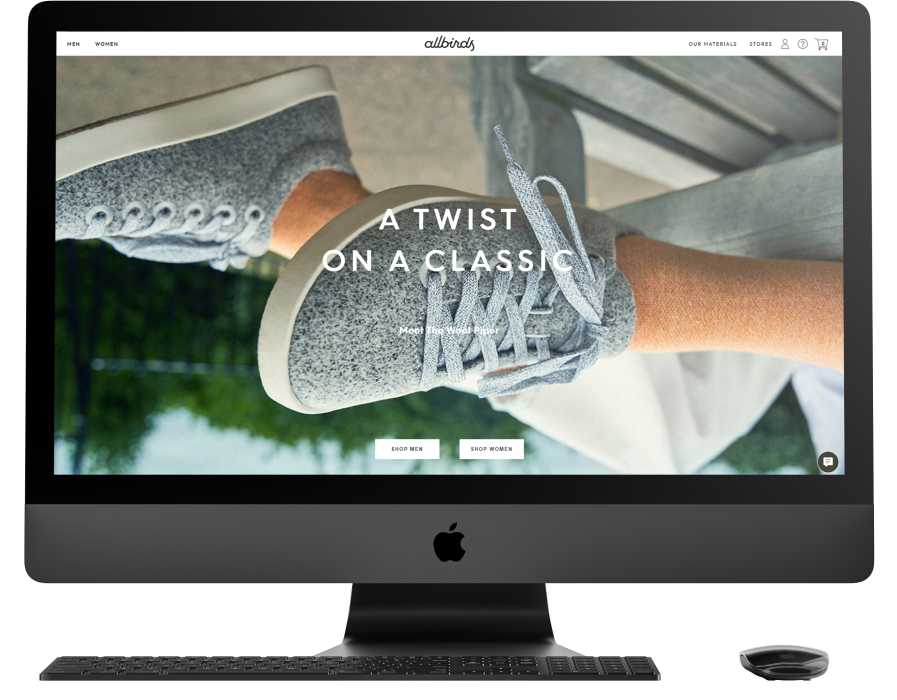 MEN
WOMEN
allbirds
OUR MATERIALS
STORES
?
0
A TWIST
ON A CLASSIC
Meet The Wool Piper
SHOP MEN
SHOP WOMEN